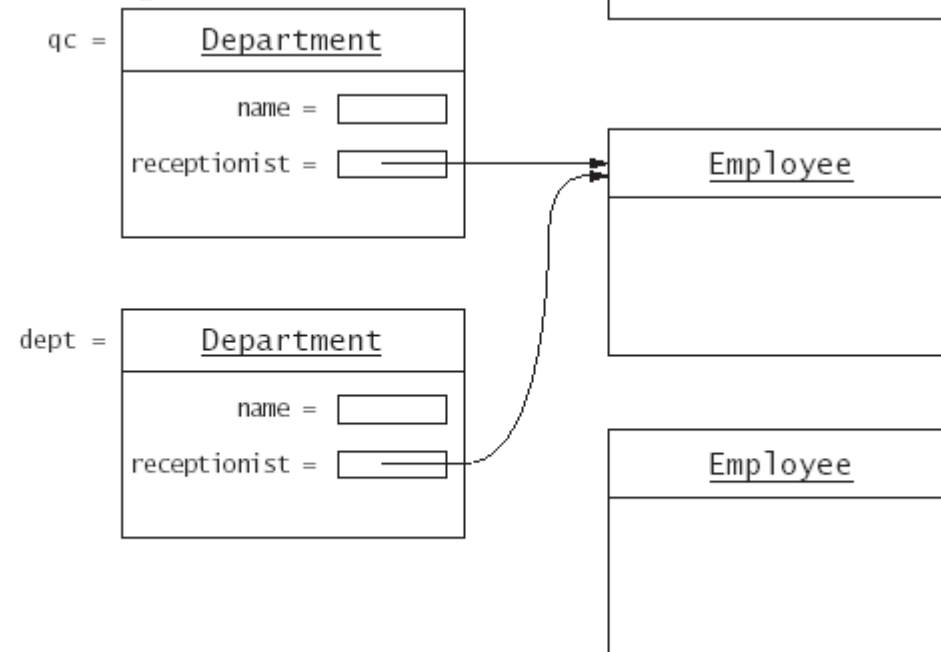 qc =
Department
name =
receptionist =
Employee
dept =
Department
name =
receptionist =
Employee